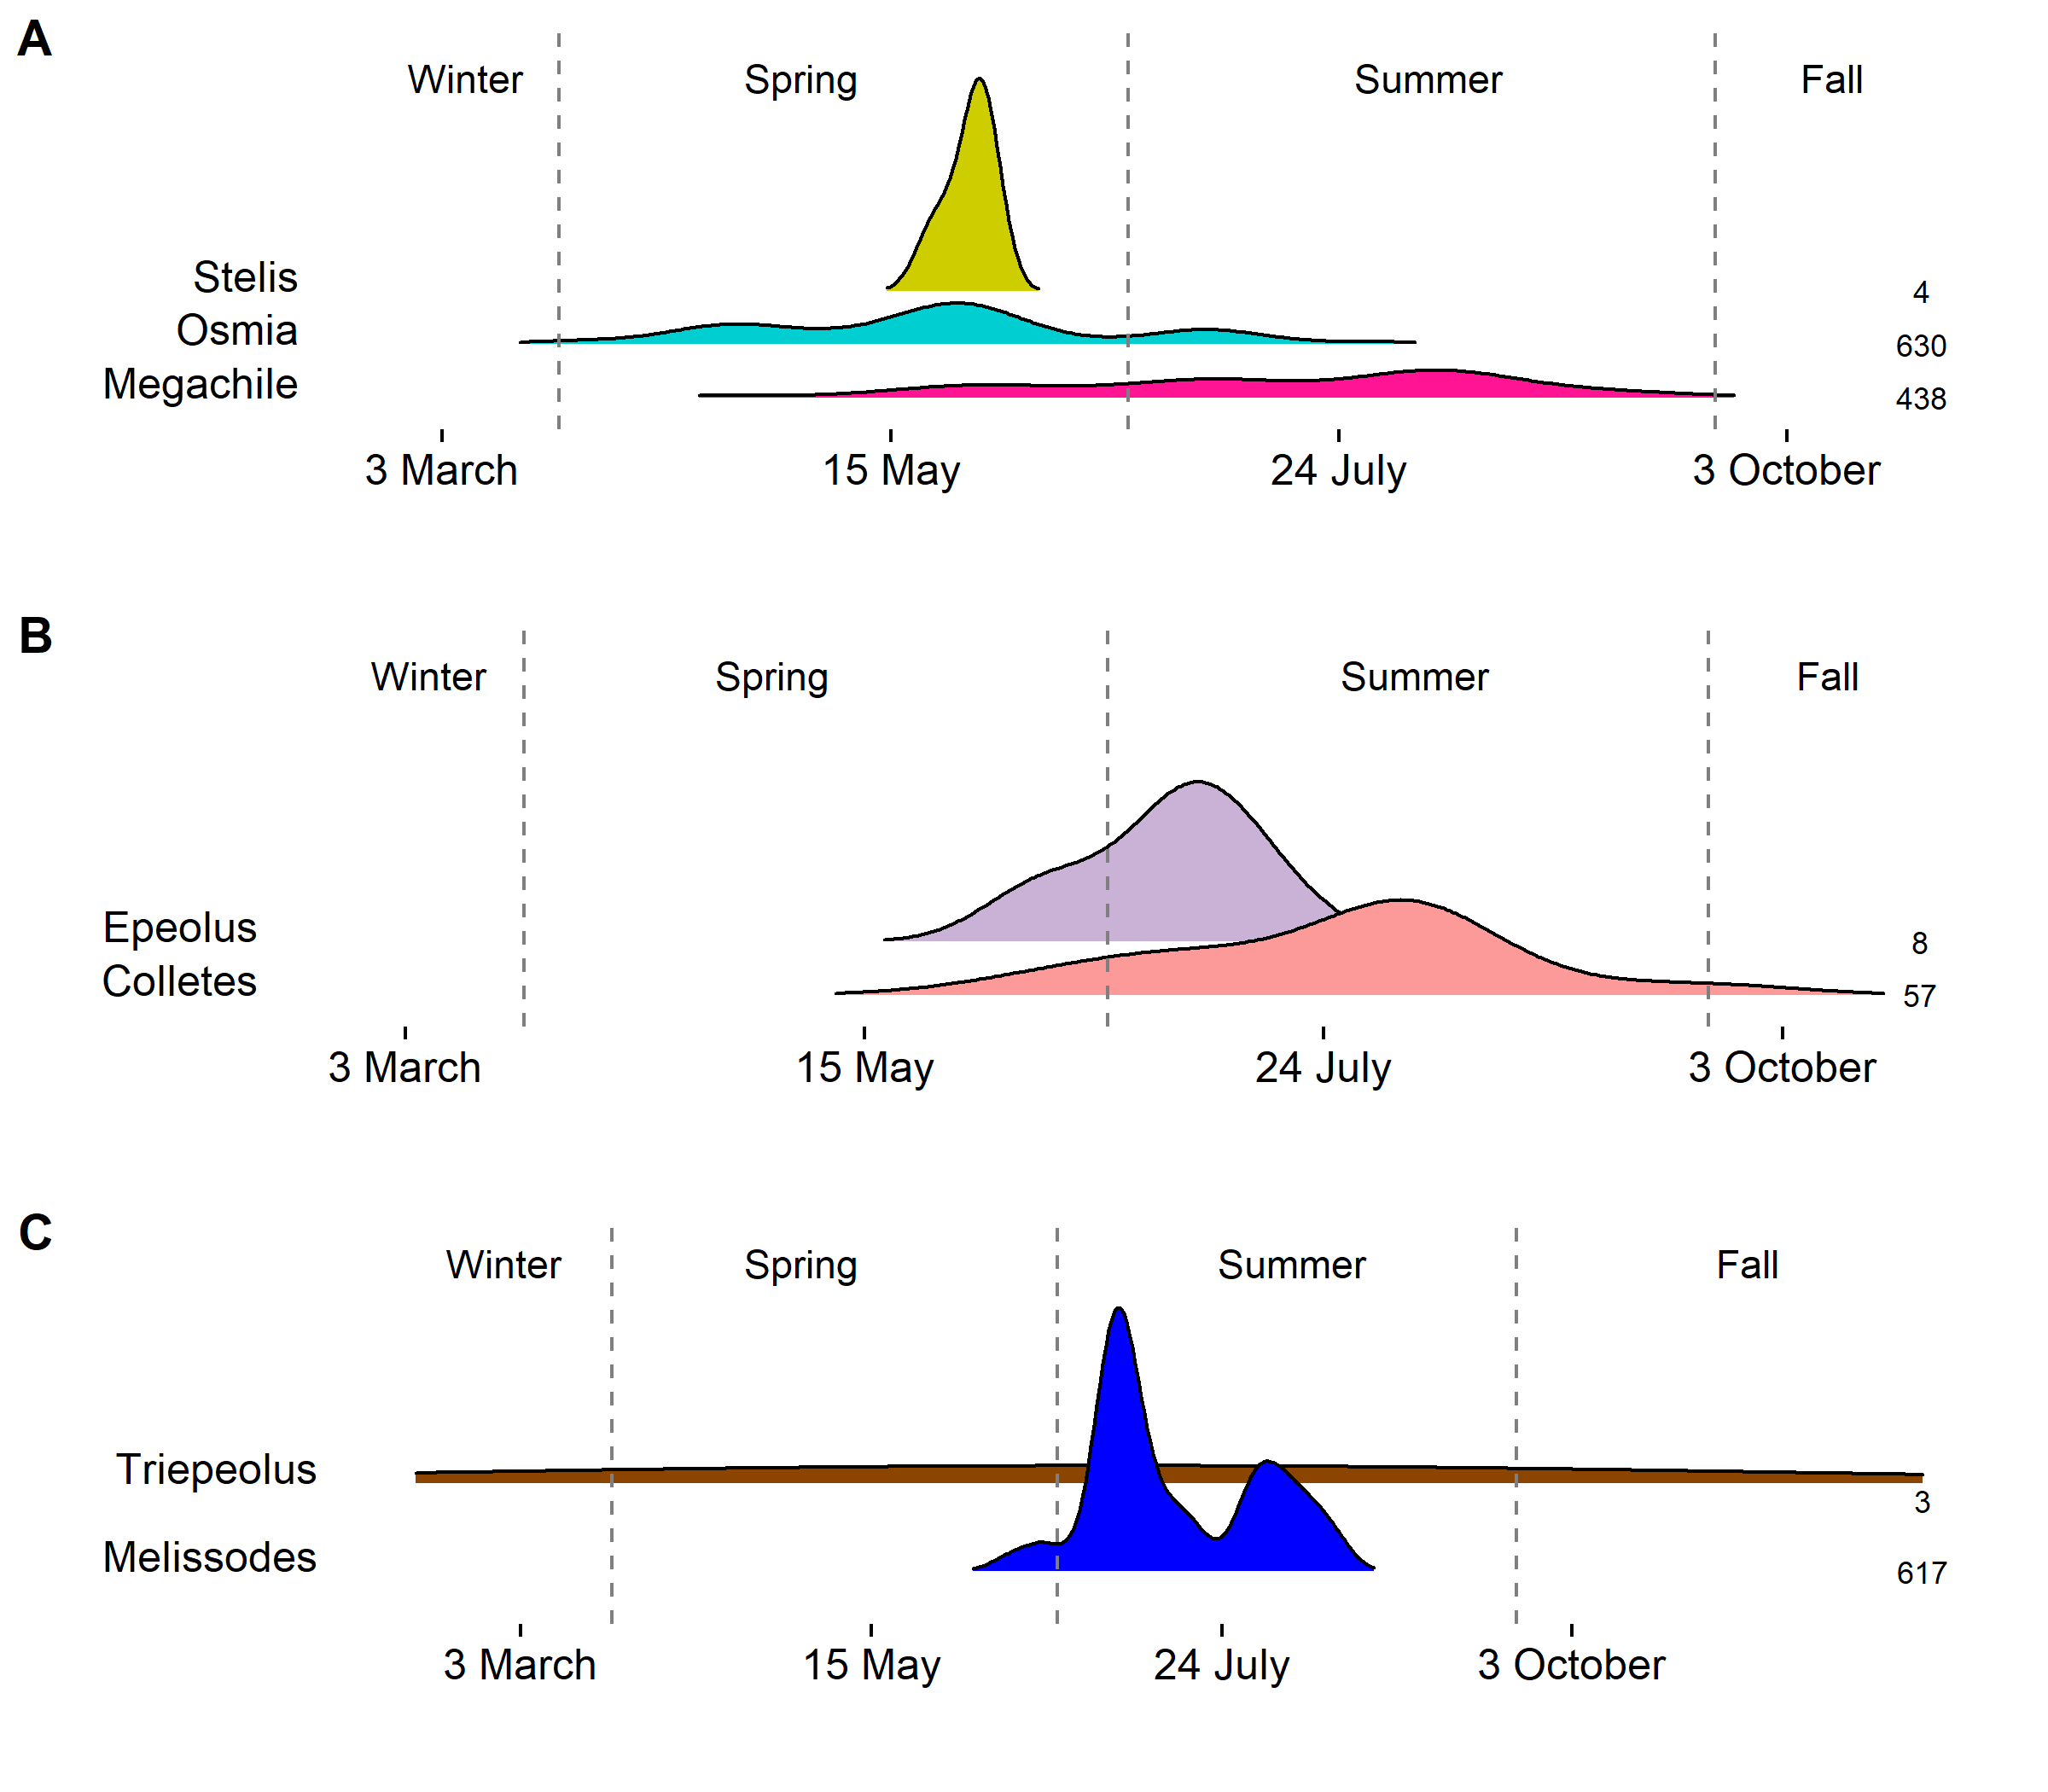 A
Winter Spring Summer Fall
Stelis 4
Osmia 630
Megachile 438
3 March 15 May 24 July 3 October
B
Winter Spring Summer Fall
Epeolus 8
Colletes 57
3 March 15 May 24 July 3 October
C
Winter Spring Summer Fall
Triepeolus 3
Melissodes 617
3 March 15 May 24 July 3 October